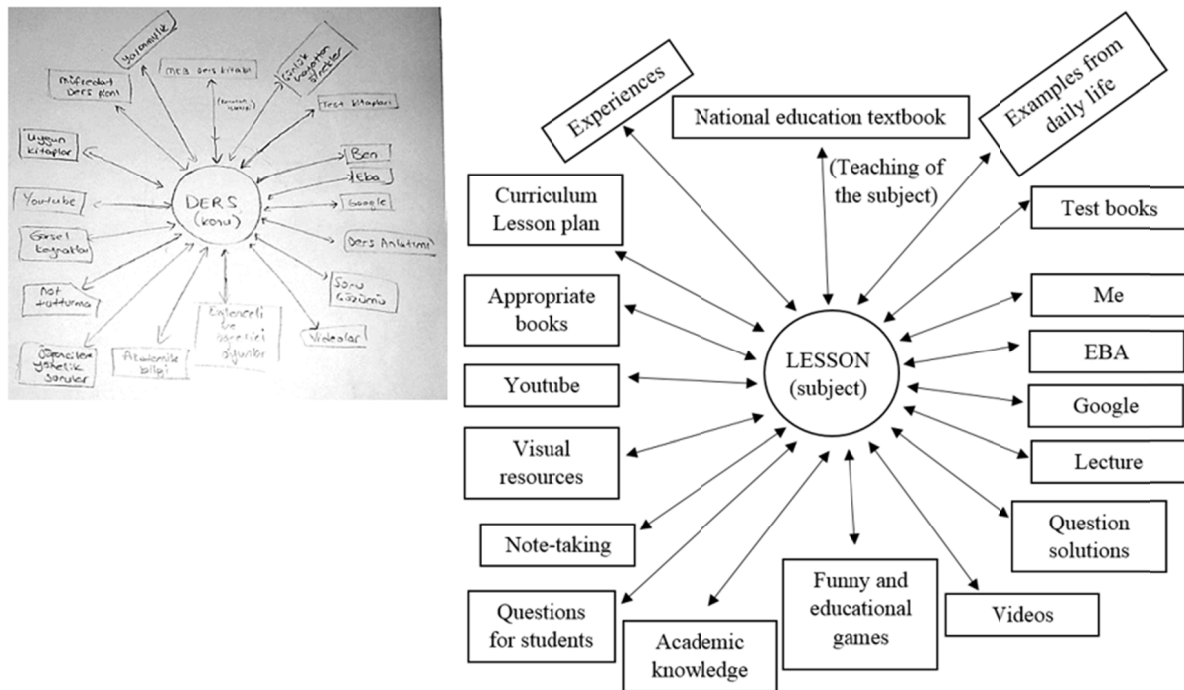 Yaşanmışlık
MEB Ders kitabı
Günlük
hayattan
örnekler
Müfredat
Ders planı
Test kitapları
Uygun
kitaplar
Ben
Eba
Youtube
DERS
(konu)
Google
Görsel
kaynaklar
Ders Anlatımı
Not
tutturma
Soru
Çözümü
Eğlenceli
ve
öğretici
oyunlar
Videolar
Öğrencilere
yönelik
sorular
Akademik
bilgi
Experiences
National education textbook
Examples from
daily life
(Teaching of
the subject)
Curriculum
Lesson plan
Test books
Appropriate
books
Me
LESSON
(subject)
EBA
Youtube
Google
Visual
resources
Lecture
Note-taking
Question
solutions
Questions
for students
Academic
knowledge
Funny and
educational
games
Videos